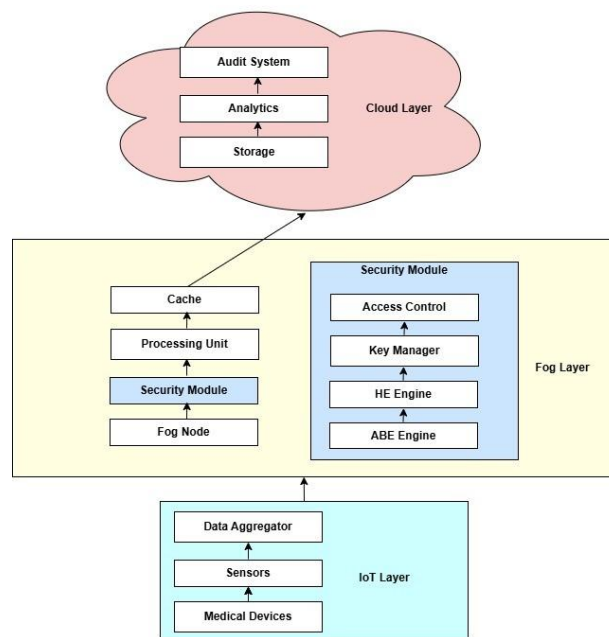 Audit System
Analytics
Cloud Layer
Storage
Security Module
Cache
Access Control
Processing Unit
Key Manager
Fog Layer
Security Module
HE Engine
Fog Node
ABE Engine
Data Aggregator
Sensors
IoT Layer
Medical Devices